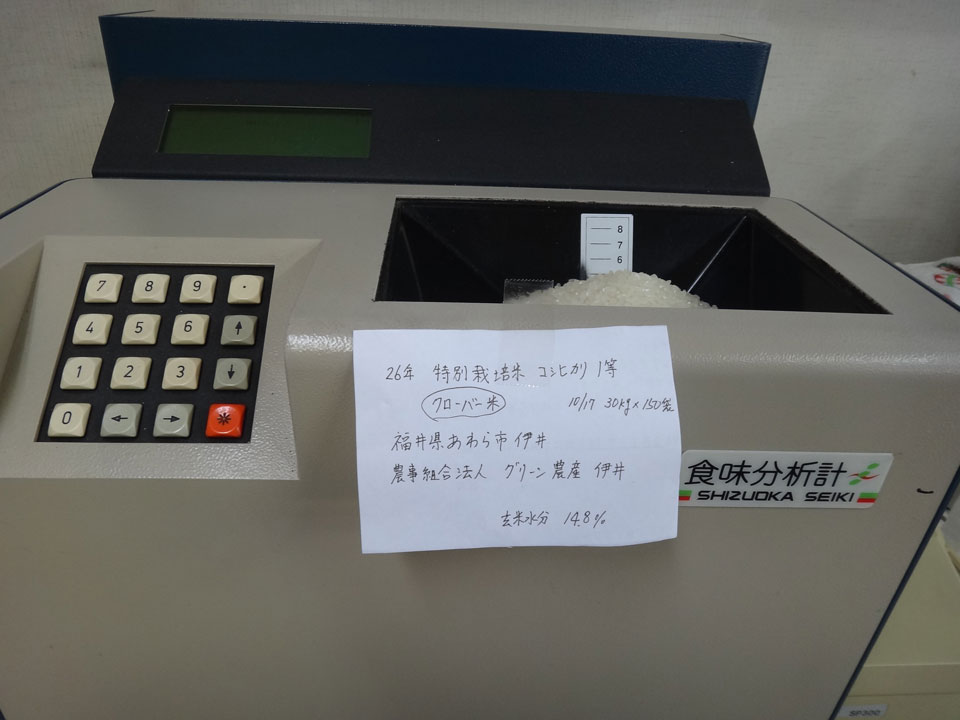 8
7
6
7 8 9 ・
4 5 6 ↑
1 2 3 ↓
0 ← → ＊
26年 特別栽培米 コシヒカリ 1等
クローバー米 10/17 30kg×150袋
福井県あわら市伊井
農事組合法人 グリーン農産 伊井
玄米水分 14.8%
食味分析計
SHIZUOKA SEIKI
SP300